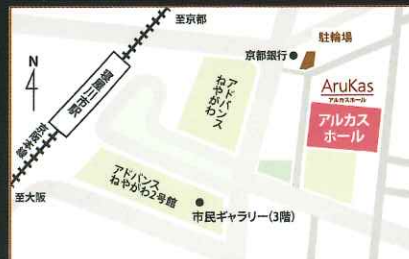 至京都
N
寝屋川市駅
京阪本線
至大阪
京都銀行
駐輪場
AruKas
アルカスホール
アルカス
ホール
アドバンス
ねやがわ
アドバンス
ねやがわ2号館
市民ギャラリー(3階)